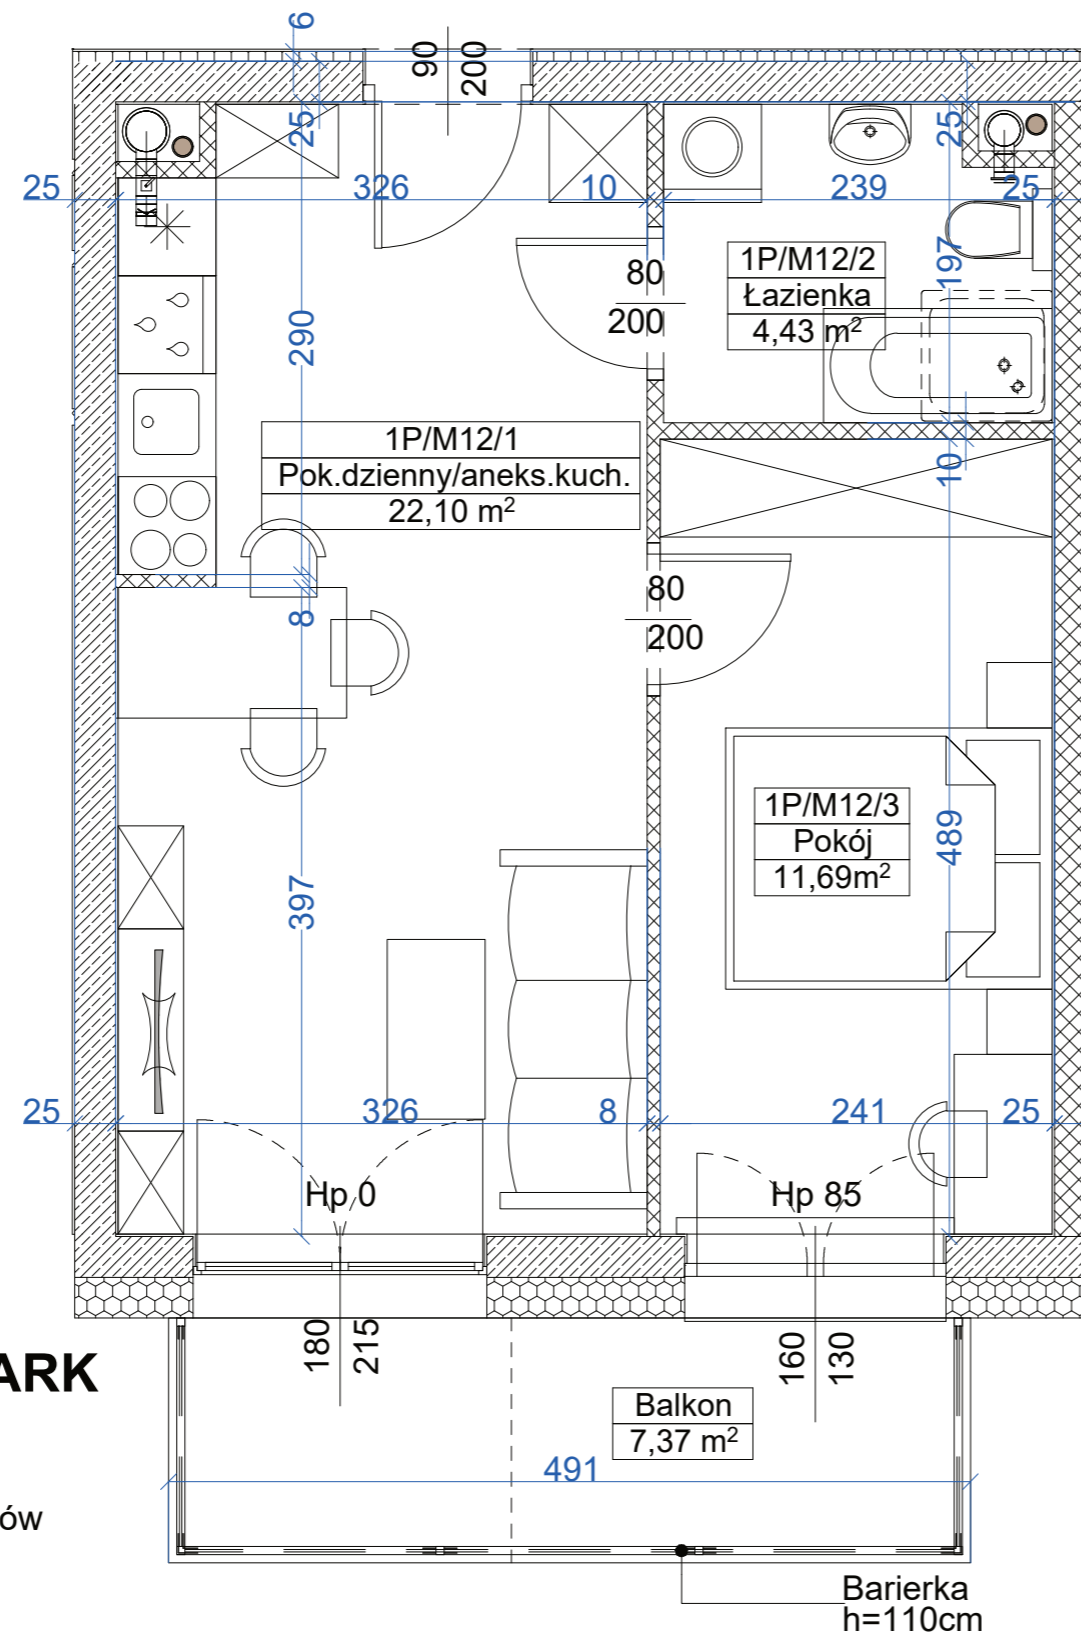 6
90
200
25
25
25
326
10
239
25
80
200
1P/M12/2
Łazienka
4,43 m²
197
290
1P/M12/1
Pok.dzienny/aneks.kuch.
22,10 m²
10
80
200
8
1P/M12/3
Pokój
11,69m²
489
397
25
326
8
241
25
Hp 0
Hp 85
180
215
160
130
ARK
Balkon
7,37 m²
491
ów
Barierka
h=110cm